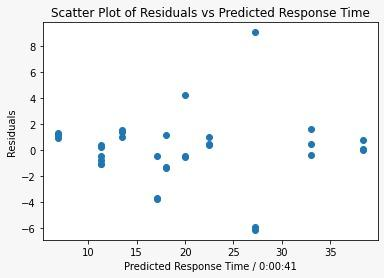 Scatter Plot of Residuals vs Predicted Response Time
8
6
4
2
0
−2
−4
−6
Residuals
10 15 20 25 30 35
Predicted Response Time / 0:00:41